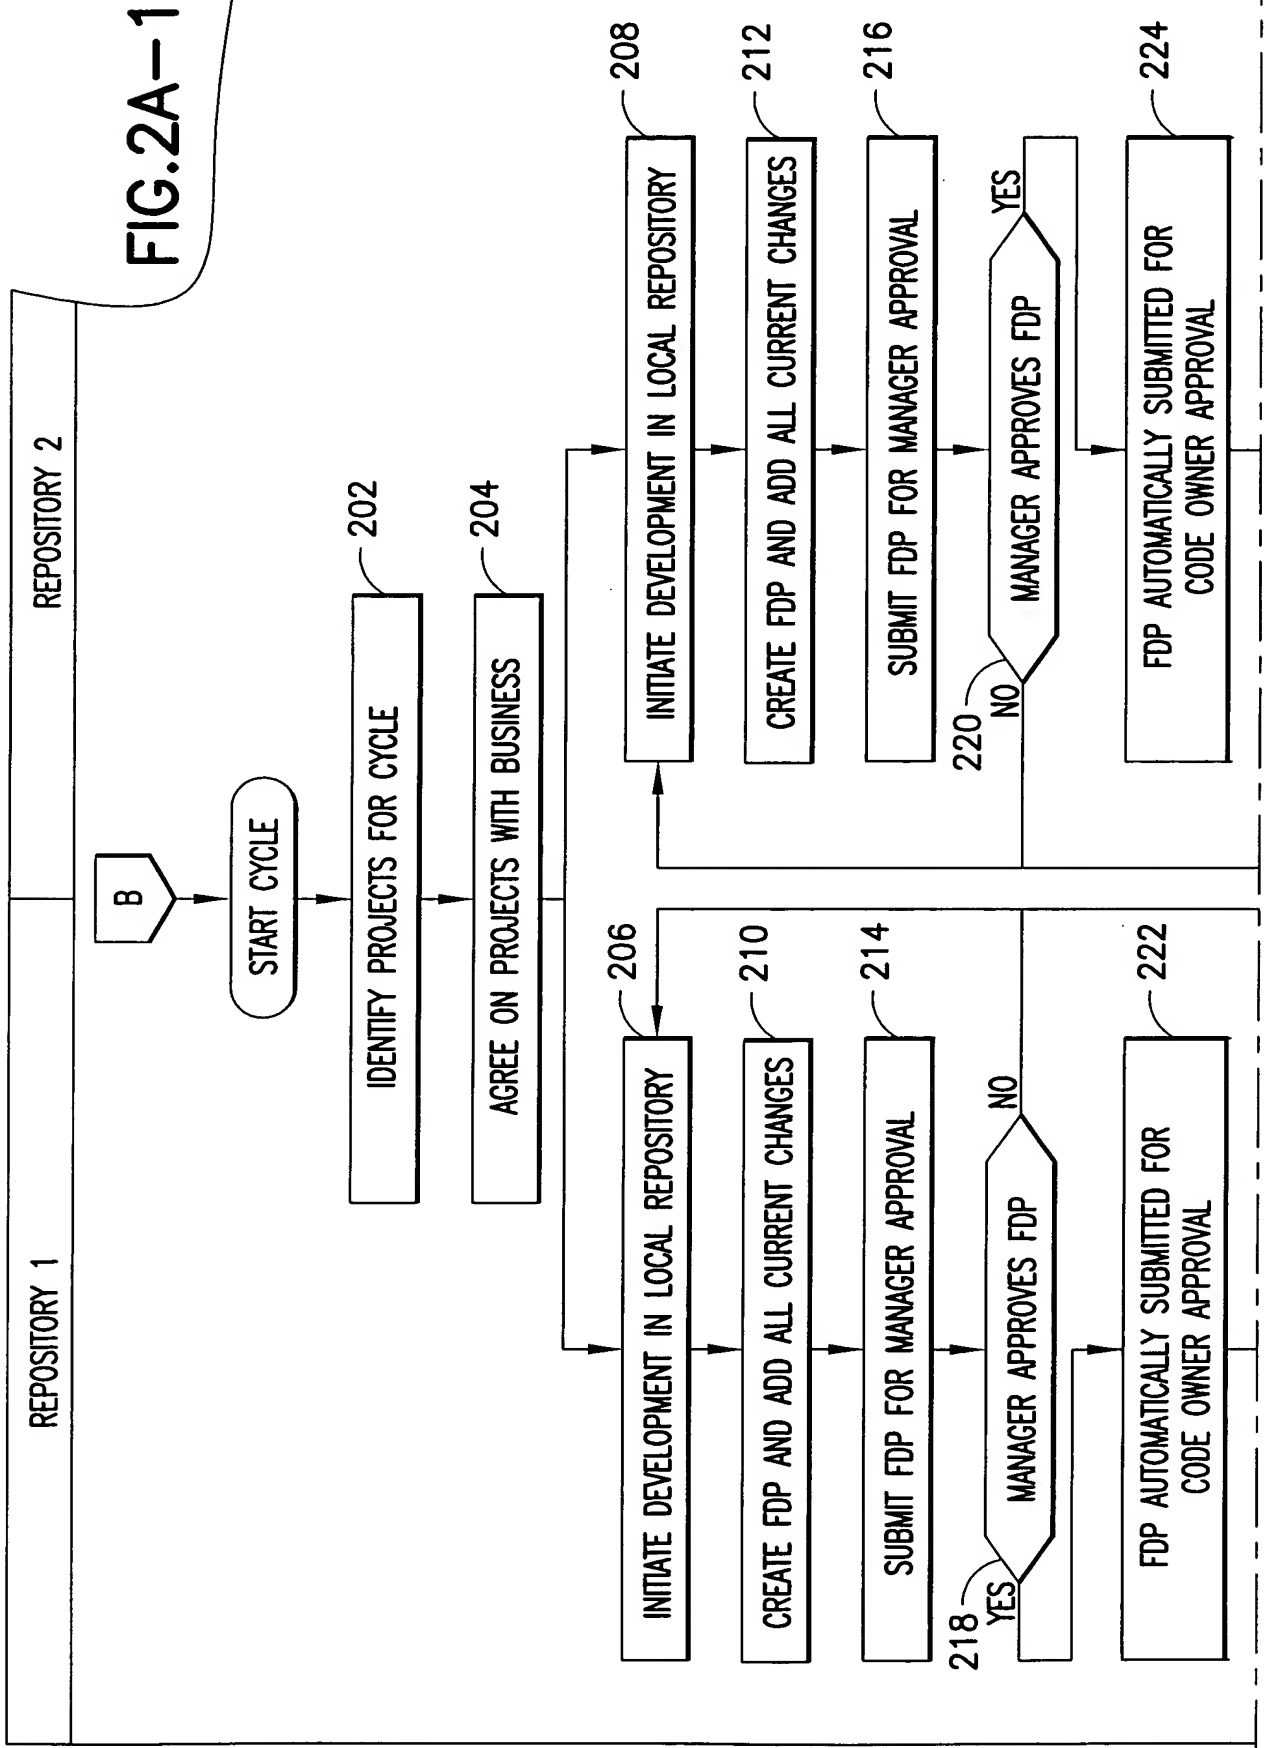 FIG.2A-1
REPOSITORY 1
REPOSITORY 2
B
START CYCLE
IDENTIFY PROJECTS FOR CYCLE
202
AGREE ON PROJECTS WITH BUSINESS
204
INITIATE DEVELOPMENT IN LOCAL REPOSITORY
206
INITIATE DEVELOPMENT IN LOCAL REPOSITORY
208
CREATE FDP AND ADD ALL CURRENT CHANGES
210
CREATE FDP AND ADD ALL CURRENT CHANGES
212
SUBMIT FDP FOR MANAGER APPROVAL
214
SUBMIT FDP FOR MANAGER APPROVAL
216
218
YES
MANAGER APPROVES FDP
NO
220
NO
MANAGER APPROVES FDP
YES
FDP AUTOMATICALLY SUBMITTED FOR
CODE OWNER APPROVAL
222
FDP AUTOMATICALLY SUBMITTED FOR
CODE OWNER APPROVAL
224